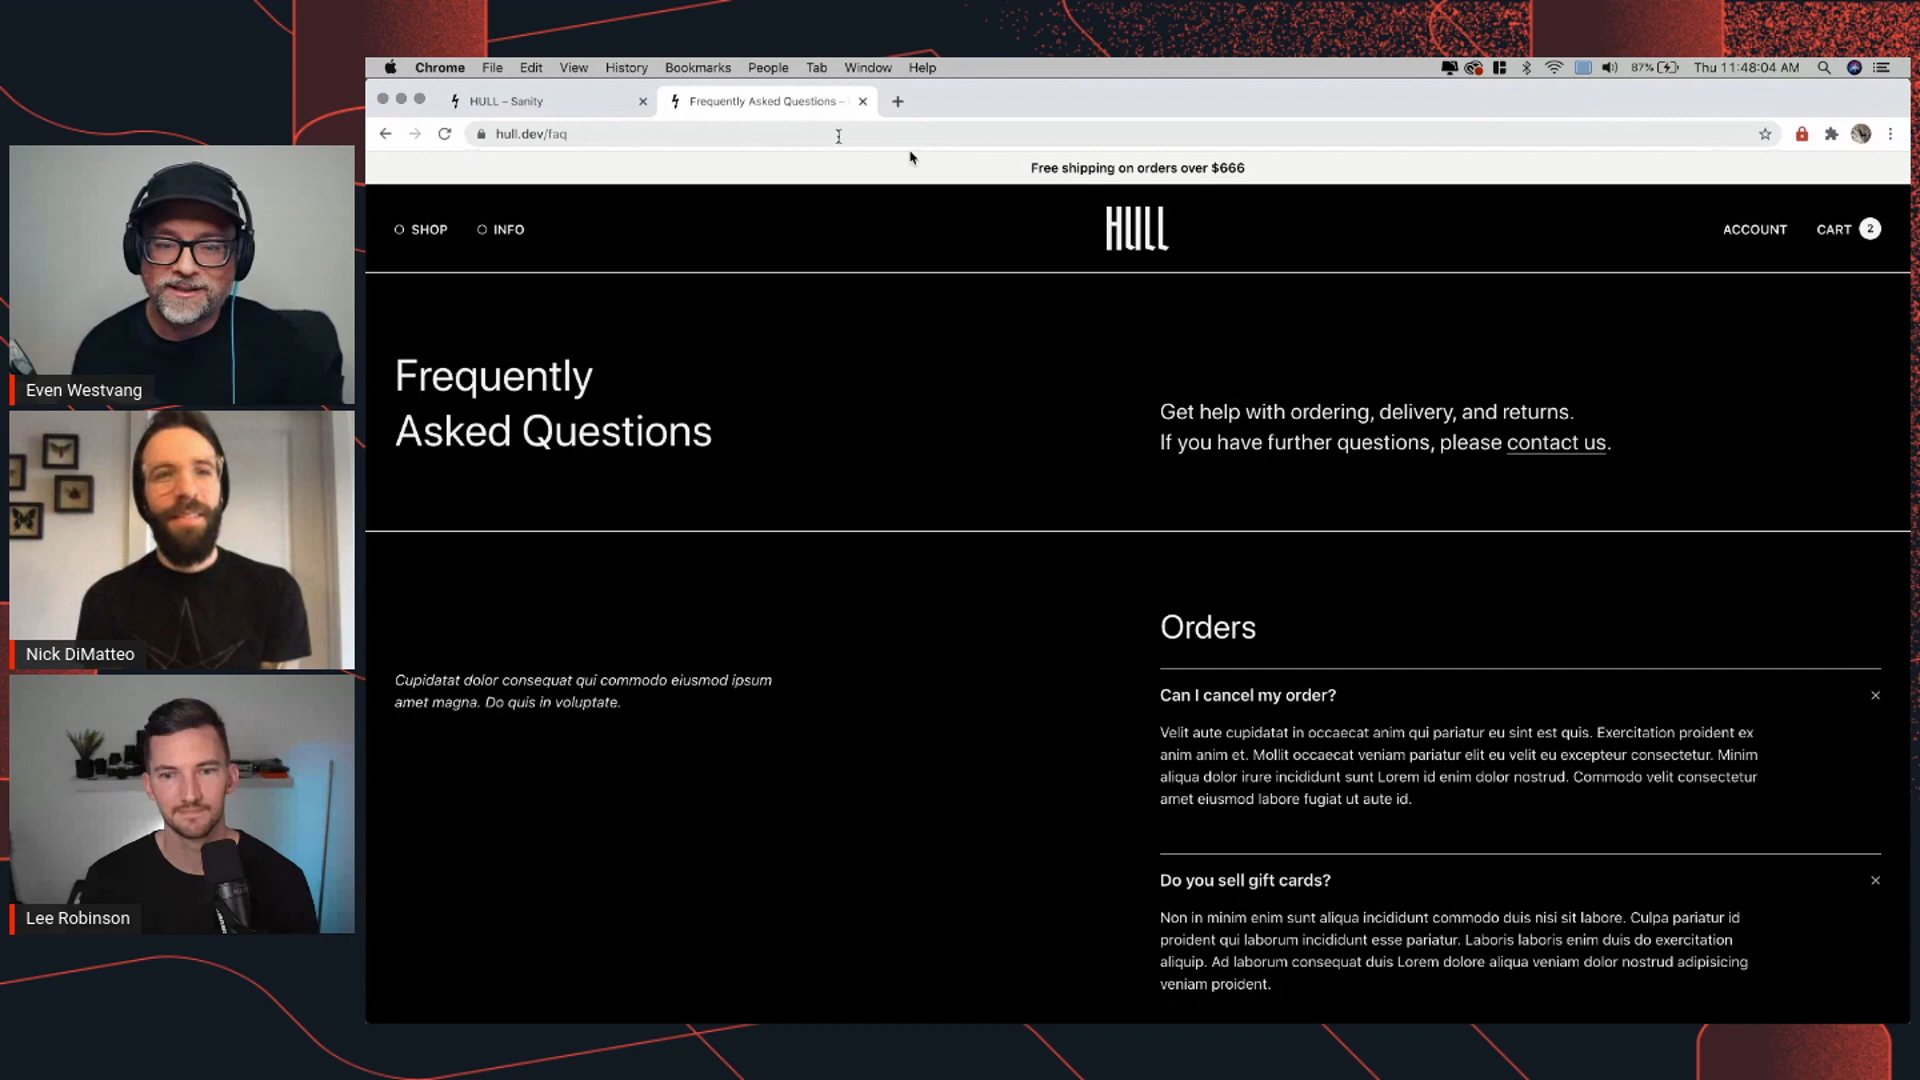 Chrome File Edit View History Bookmarks People Tab Window Help 87% Thu 11:48:04 AM
HULL – Sanity
Frequently Asked Questions –
hull.dev/faq
Free shipping on orders over $666
SHOP INFO HULL ACCOUNT CART 2
Even Westvang
Nick DiMatteo
Lee Robinson
Frequently
Asked Questions
Get help with ordering, delivery, and returns.
If you have further questions, please contact us.
Cupidatat dolor consequat qui commodo eiusmod ipsum
amet magna. Do quis in voluptate.
Orders
Can I cancel my order?
Velit aute cupidatat in occaecat anim qui pariatur eu sint est quis. Exercitation proident ex
anim anim et. Mollit occaecat veniam pariatur elit eu velit eu excepteur consectetur. Minim
aliqua dolor irure incididunt sunt Lorem id enim dolor nostrud. Commodo velit consectetur
amet eiusmod labore fugiat ut aute id.
Do you sell gift cards?
Non in minim enim sunt aliqua incididunt commodo duis nisi sit labore. Culpa pariatur id
proident qui laborum incididunt esse pariatur. Laboris laboris enim duis do exercitation
aliquip. Ad laborum consequat duis Lorem dolore aliqua veniam dolor nostrud adipisicing
veniam proident.